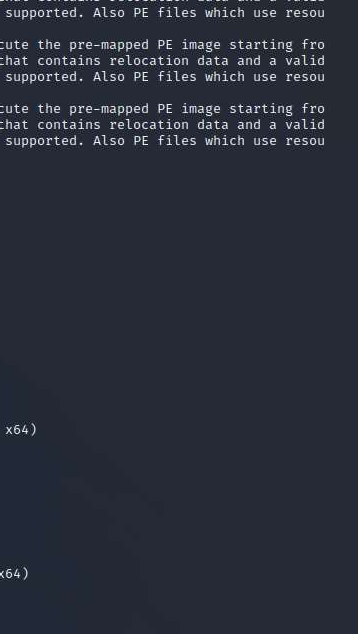 supported. Also PE files which use resou
cute the pre-mapped PE image starting fro
that contains relocation data and a valid
supported. Also PE files which use resou
cute the pre-mapped PE image starting fro
that contains relocation data and a valid
supported. Also PE files which use resou
x64)
x64)